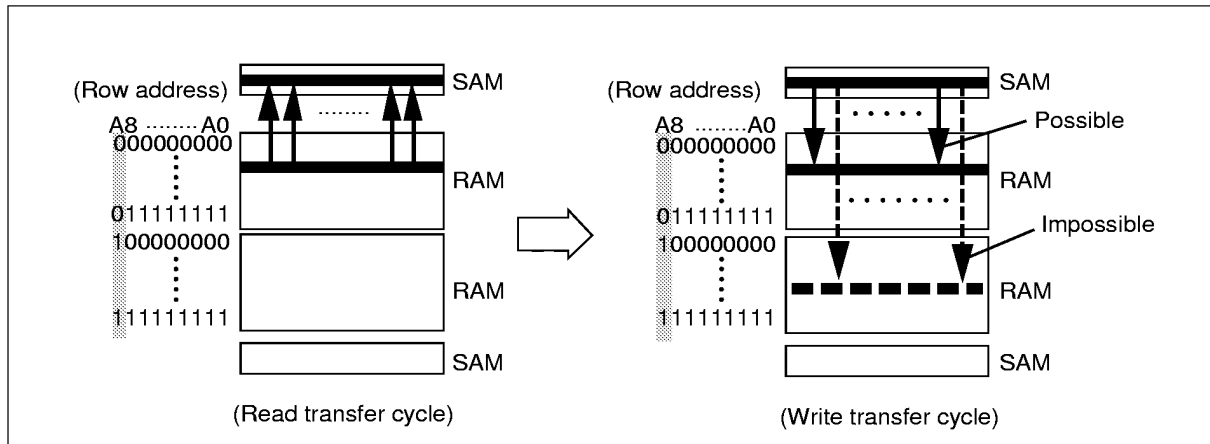 SAM
(Row address)
A8 ........ A0
000000000
RAM
011111111
100000000
RAM
111111111
SAM
(Read transfer cycle)
SAM
(Row address)
A8 ........ A0
Possible
000000000
RAM
011111111
Impossible
100000000
RAM
111111111
SAM
(Write transfer cycle)